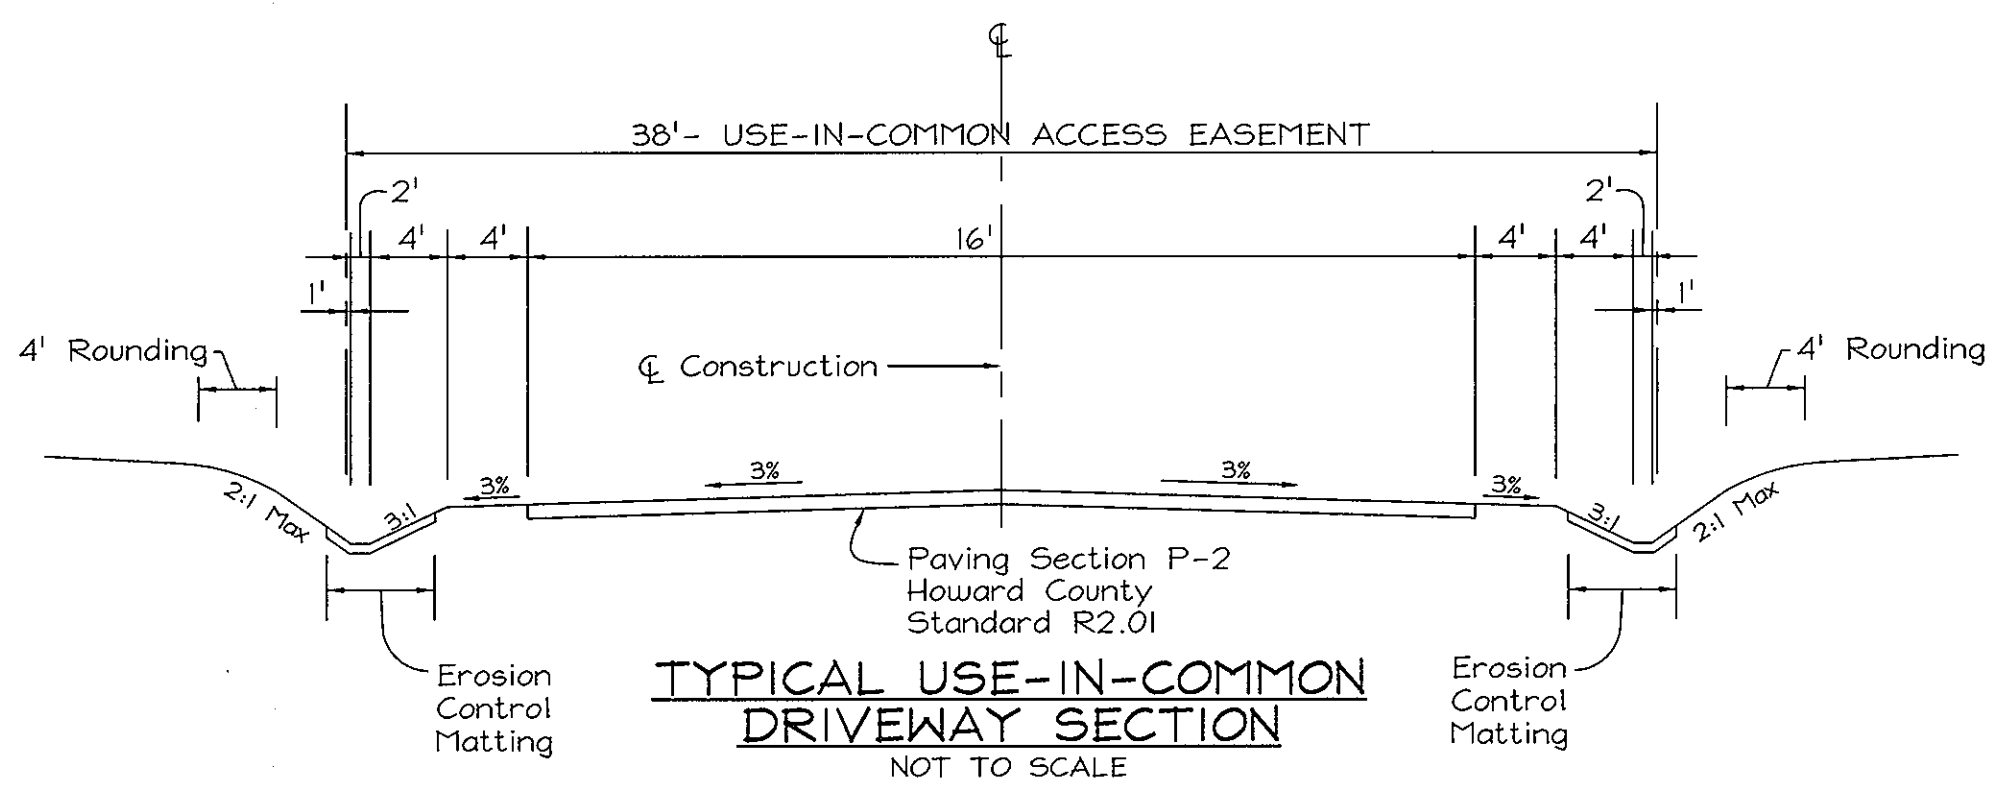 ℄
38'- USE-IN-COMMON ACCESS EASEMENT
2'
2'
4'
4'
16'
4'
4'
1'
1'
4' Rounding
℄ Construction
4' Rounding
3%
3%
3%
3%
2:1 Max
3:1
3:1
2:1 Max
Paving Section P-2
Howard County
Standard R2.01
Erosion
Control
Matting
TYPICAL USE-IN-COMMON
DRIVEWAY SECTION
NOT TO SCALE
Erosion
Control
Matting